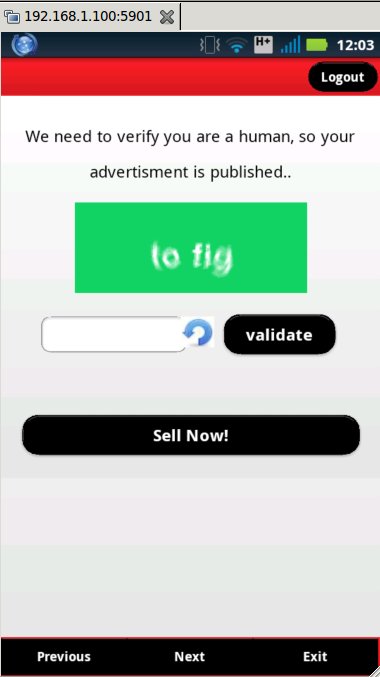 192.168.1.100:5901
H+ 12:03
Logout
We need to verify you are a human, so your
advertisment is published..
to fig
validate
Sell Now!
Previous Next Exit